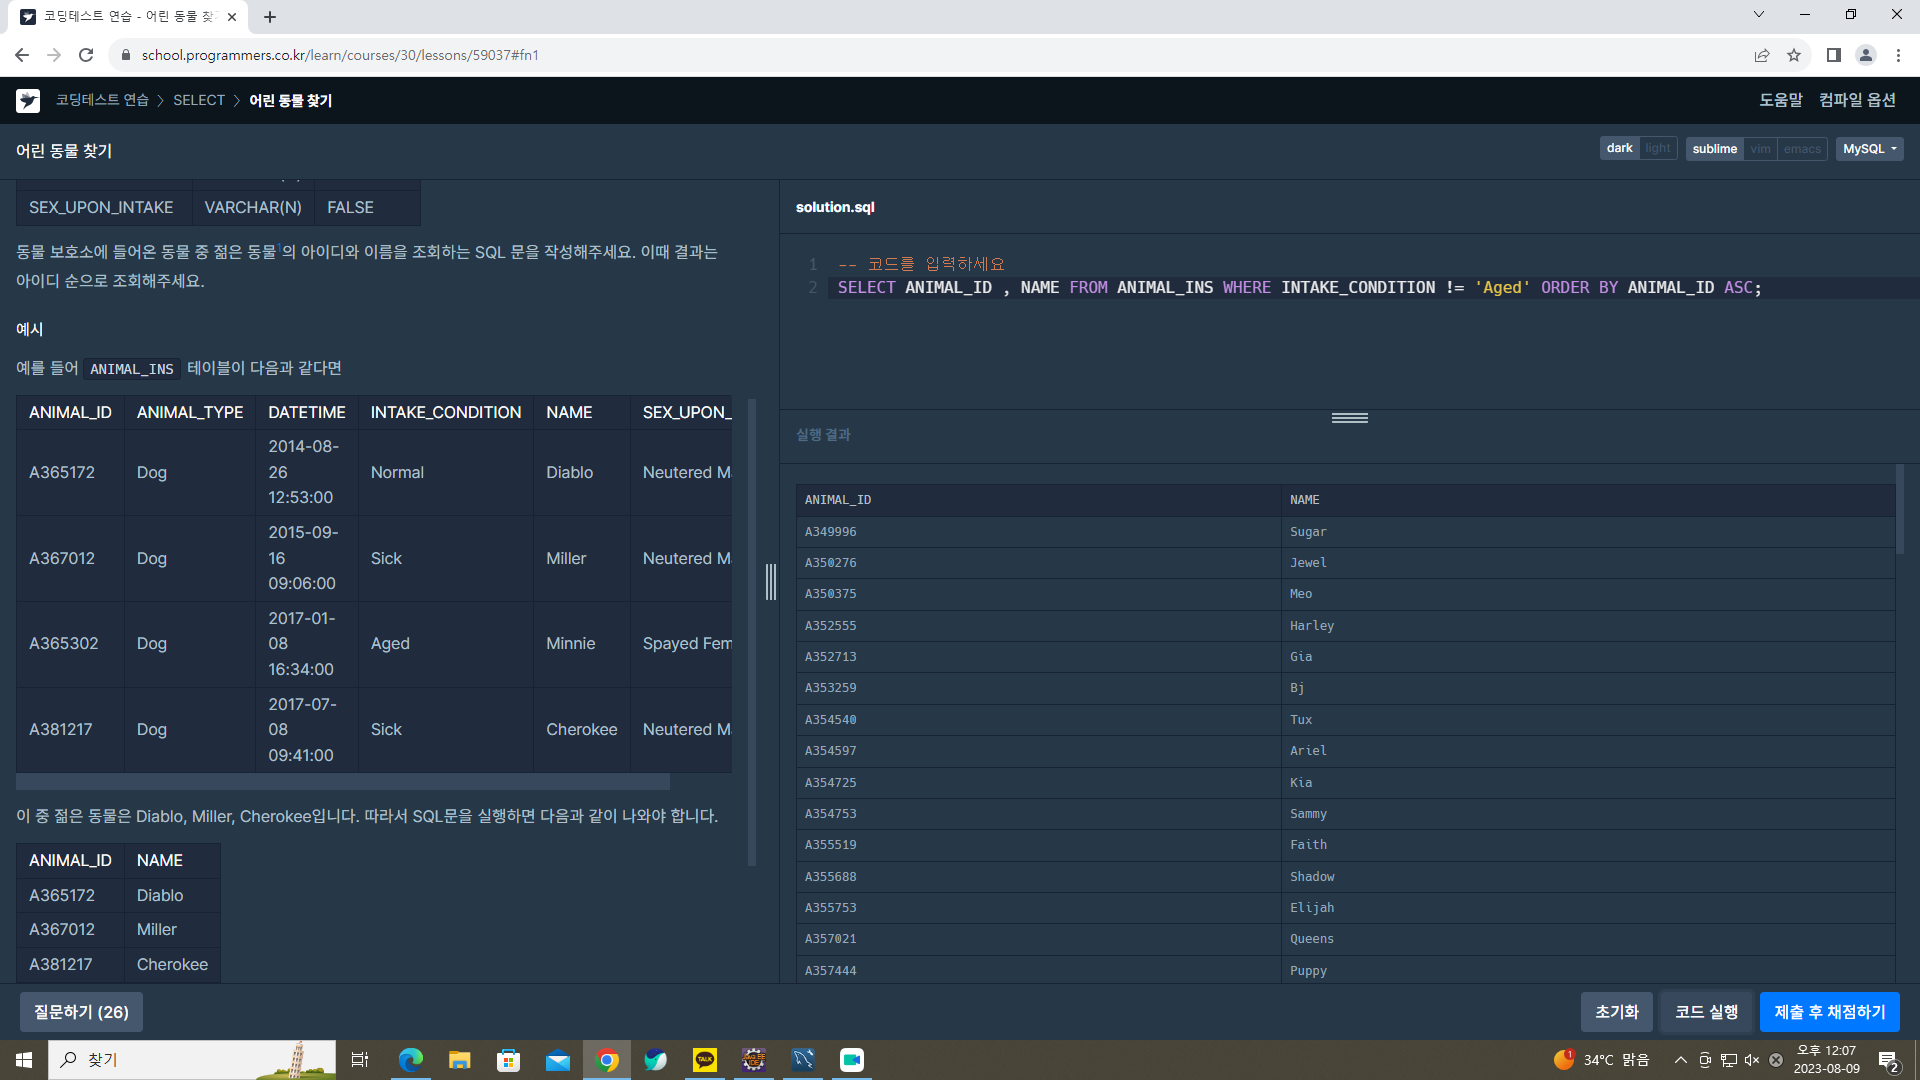 코딩테스트 연습 - 어린 동물 찾
school.programmers.co.kr/learn/courses/30/lessons/59037#fn1
코딩테스트 연습 > SELECT > 어린 동물 찾기
도움말 컴파일 옵션
어린 동물 찾기
dark light sublime vim emacs MySQL
SEX_UPON_INTAKE VARCHAR(N) FALSE
동물 보호소에 들어온 동물 중 젊은 동물1의 아이디와 이름을 조회하는 SQL 문을 작성해주세요. 이때 결과는
아이디 순으로 조회해주세요.
예시
예를 들어 ANIMAL_INS 테이블이 다음과 같다면
ANIMAL_ID ANIMAL_TYPE DATETIME INTAKE_CONDITION NAME SEX_UPON_
A365172 Dog 2014-08-26 12:53:00 Normal Diablo Neutered Ma
A367012 Dog 2015-09-16 09:06:00 Sick Miller Neutered Ma
A365302 Dog 2017-01-08 16:34:00 Aged Minnie Spayed Fem
A381217 Dog 2017-07-08 09:41:00 Sick Cherokee Neutered Ma
이 중 젊은 동물은 Diablo, Miller, Cherokee입니다. 따라서 SQL문을 실행하면 다음과 같이 나와야 합니다.
ANIMAL_ID NAME
A365172 Diablo
A367012 Miller
A381217 Cherokee
solution.sql
1 -- 코드를 입력하세요
2 SELECT ANIMAL_ID , NAME FROM ANIMAL_INS WHERE INTAKE_CONDITION != 'Aged' ORDER BY ANIMAL_ID ASC;
실행 결과
ANIMAL_ID NAME
A349996 Sugar
A350276 Jewel
A350375 Meo
A352555 Harley
A352713 Gia
A353259 Bj
A354540 Tux
A354597 Ariel
A354725 Kia
A354753 Sammy
A355519 Faith
A355688 Shadow
A355753 Elijah
A357021 Queens
A357444 Puppy
질문하기 (26)
초기화 코드 실행 제출 후 채점하기
찾기
TALK
1 34°C 맑음
오후 12:07
2023-08-09
2